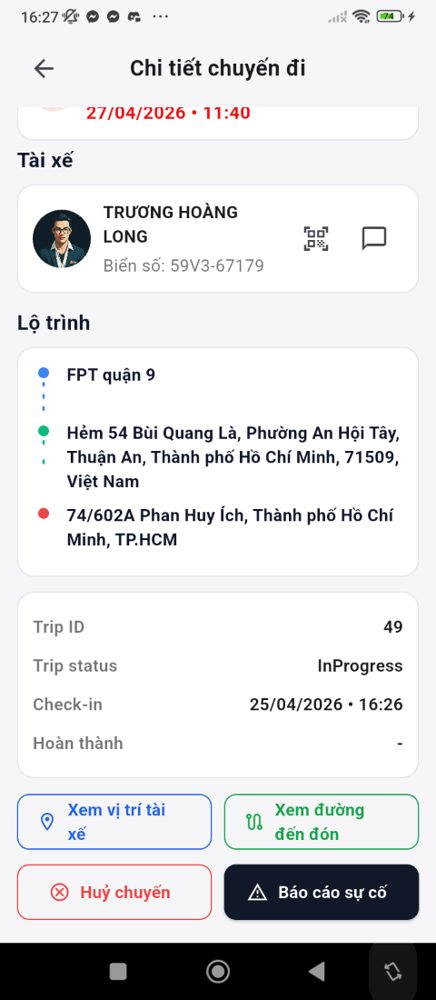 16:27
74
Chi tiết chuyến đi
27/04/2026 • 11:40
Tài xế
TRƯƠNG HOÀNG
LONG
Biển số: 59V3-67179
Lộ trình
FPT quận 9
Hẻm 54 Bùi Quang Là, Phường An Hội Tây,
Thuận An, Thành phố Hồ Chí Minh, 71509,
Việt Nam
74/602A Phan Huy Ích, Thành phố Hồ Chí
Minh, TP.HCM
Trip ID
49
Trip status
InProgress
Check-in
25/04/2026 • 16:26
Hoàn thành
-
Xem vị trí tài
xế
Xem đường
đến đón
Huỷ chuyến
Báo cáo sự cố